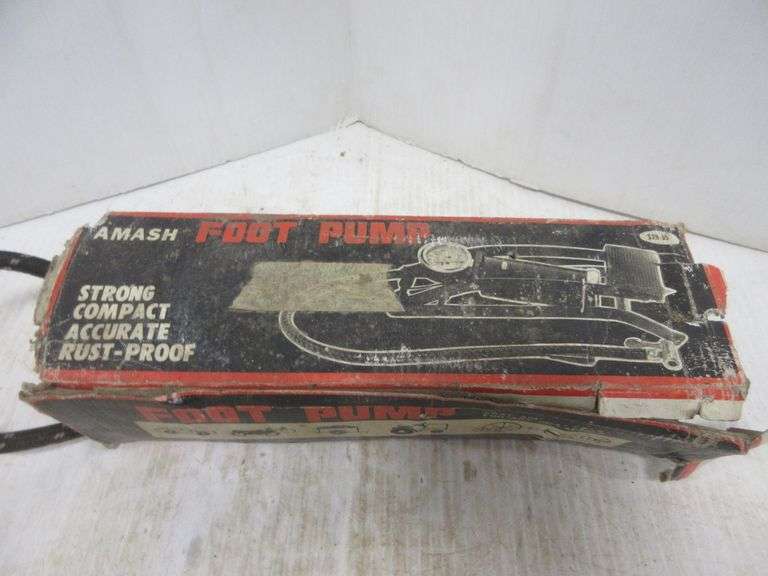 AMASH FOOT PUMP
STRONG
COMPACT
ACCURATE
RUST-PROOF
FOOT PUMP